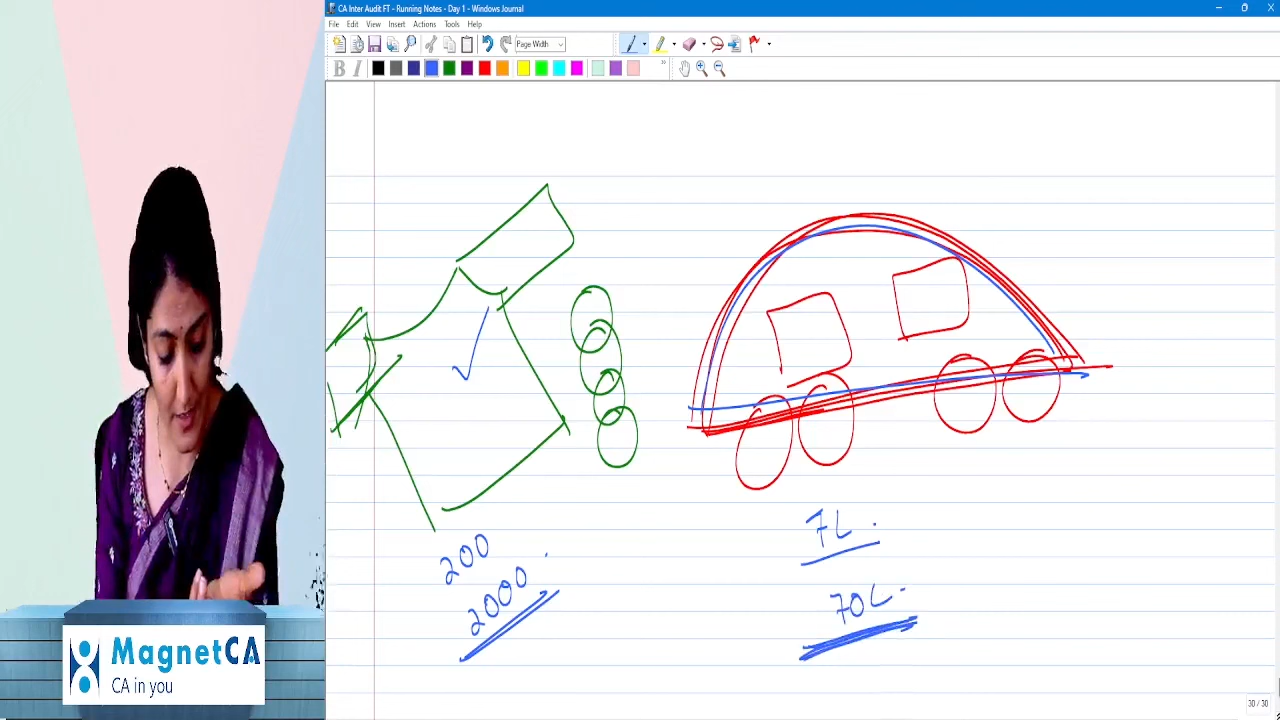 CA Inter Audit FT - Running Notes - Day 1 - Windows Journal
File Edit View Insert Actions Tools Help
Page Width
B I
200
2000
7L
70L
30 / 30
MagnetCA
CA in you